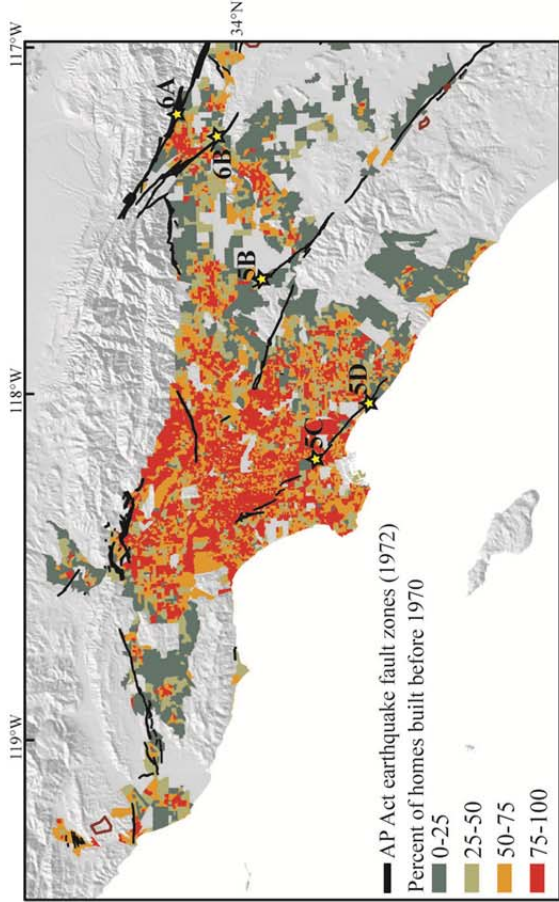 119°W
118°W
117°W
34°N
6A
6B
5B
5C
5D
AP Act earthquake fault zones (1972)
Percent of homes built before 1970
0-25
25-50
50-75
75-100